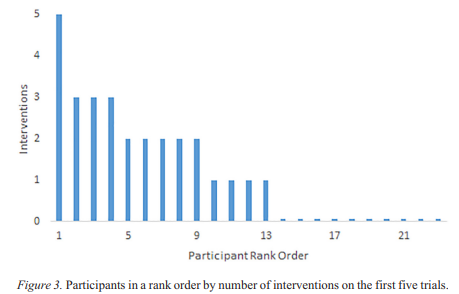 5
4
3
2
1
0
Interventions
1 5 9 13 17 21
Participant Rank Order
Figure 3. Participants in a rank order by number of interventions on the first five trials.